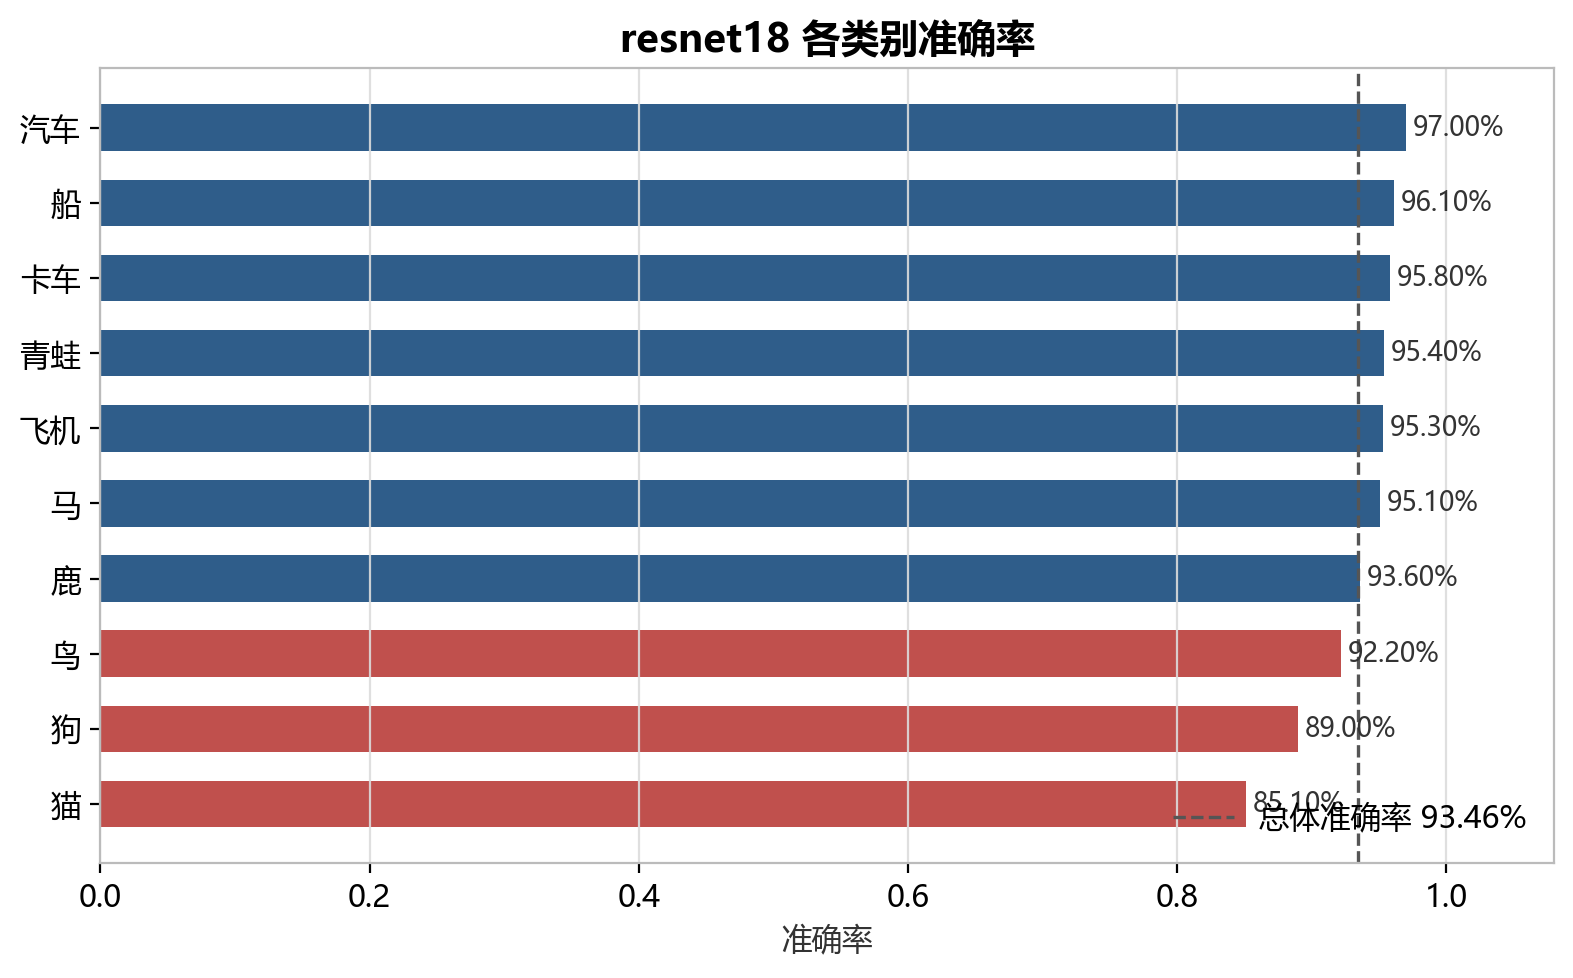 resnet18 各类别准确率
汽车 97.00%
船 96.10%
卡车 95.80%
青蛙 95.40%
飞机 95.30%
马 95.10%
鹿 93.60%
鸟 92.20%
狗 89.00%
猫 85.10%
总体准确率 93.46%
0.0 0.2 0.4 0.6 0.8 1.0
准确率